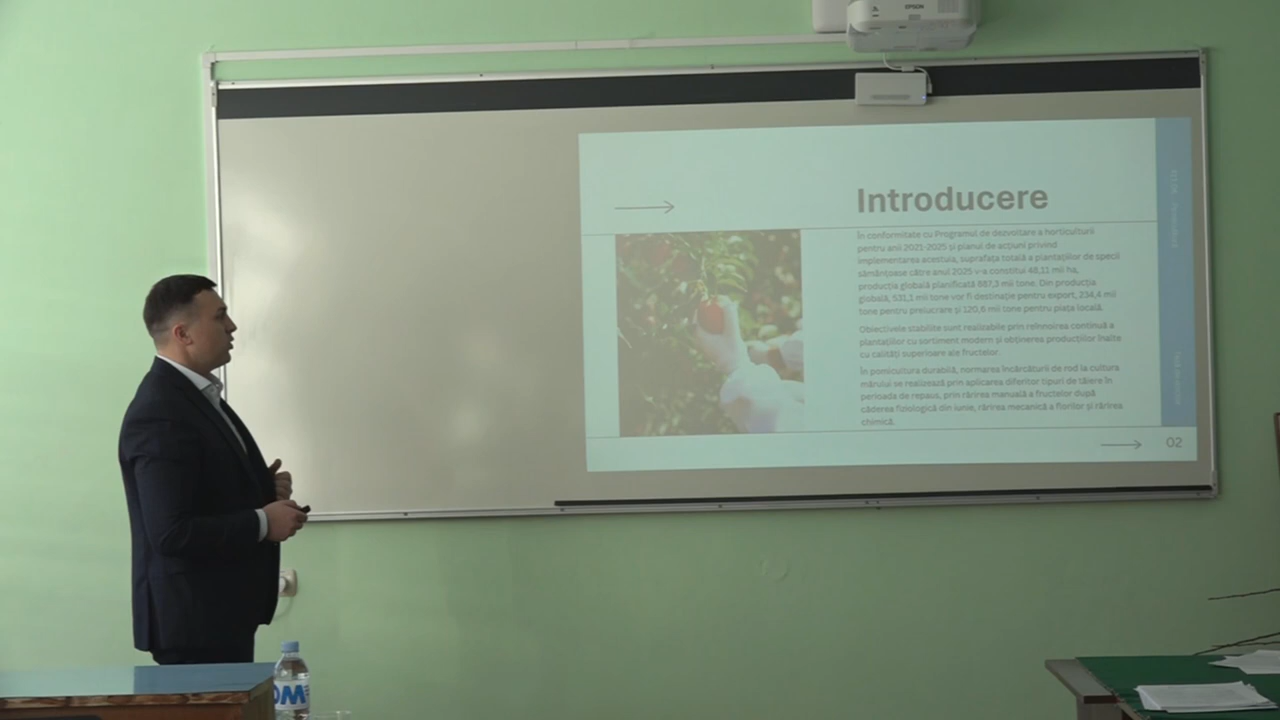 EPSON
Introducere
În conformitate cu Programul de dezvoltare a horticulturii
pentru anii 2021-2025 și planul de acțiuni privind
implementarea acestuia, suprafața totală a plantațiilor de specii
sămânțoase către anul 2025 v-a constitui 48,11 mii ha,
producția globală planificată 687,3 mii tone. Din producția
globală, 531,1 mii tone vor fi destinație pentru export, 234,4 mii
tone pentru prelucrare și 120,6 mii tone pentru piața locală.
Obiectivele stabilite sunt realizabile prin reînnoirea continuă a
plantațiilor cu sortiment modern și obținerea producțiilor înalte
cu calități superioare ale fructelor.
În pomicultura durabilă, normarea încărcăturii de rod la cultura
mărului se realizează prin aplicarea diferitor tipuri de tăiere în
perioada de repaus, prin rărirea manuală a fructelor după
căderea fiziologică din iunie, rărirea mecanică a florilor și rărirea
chimică.
02
OM